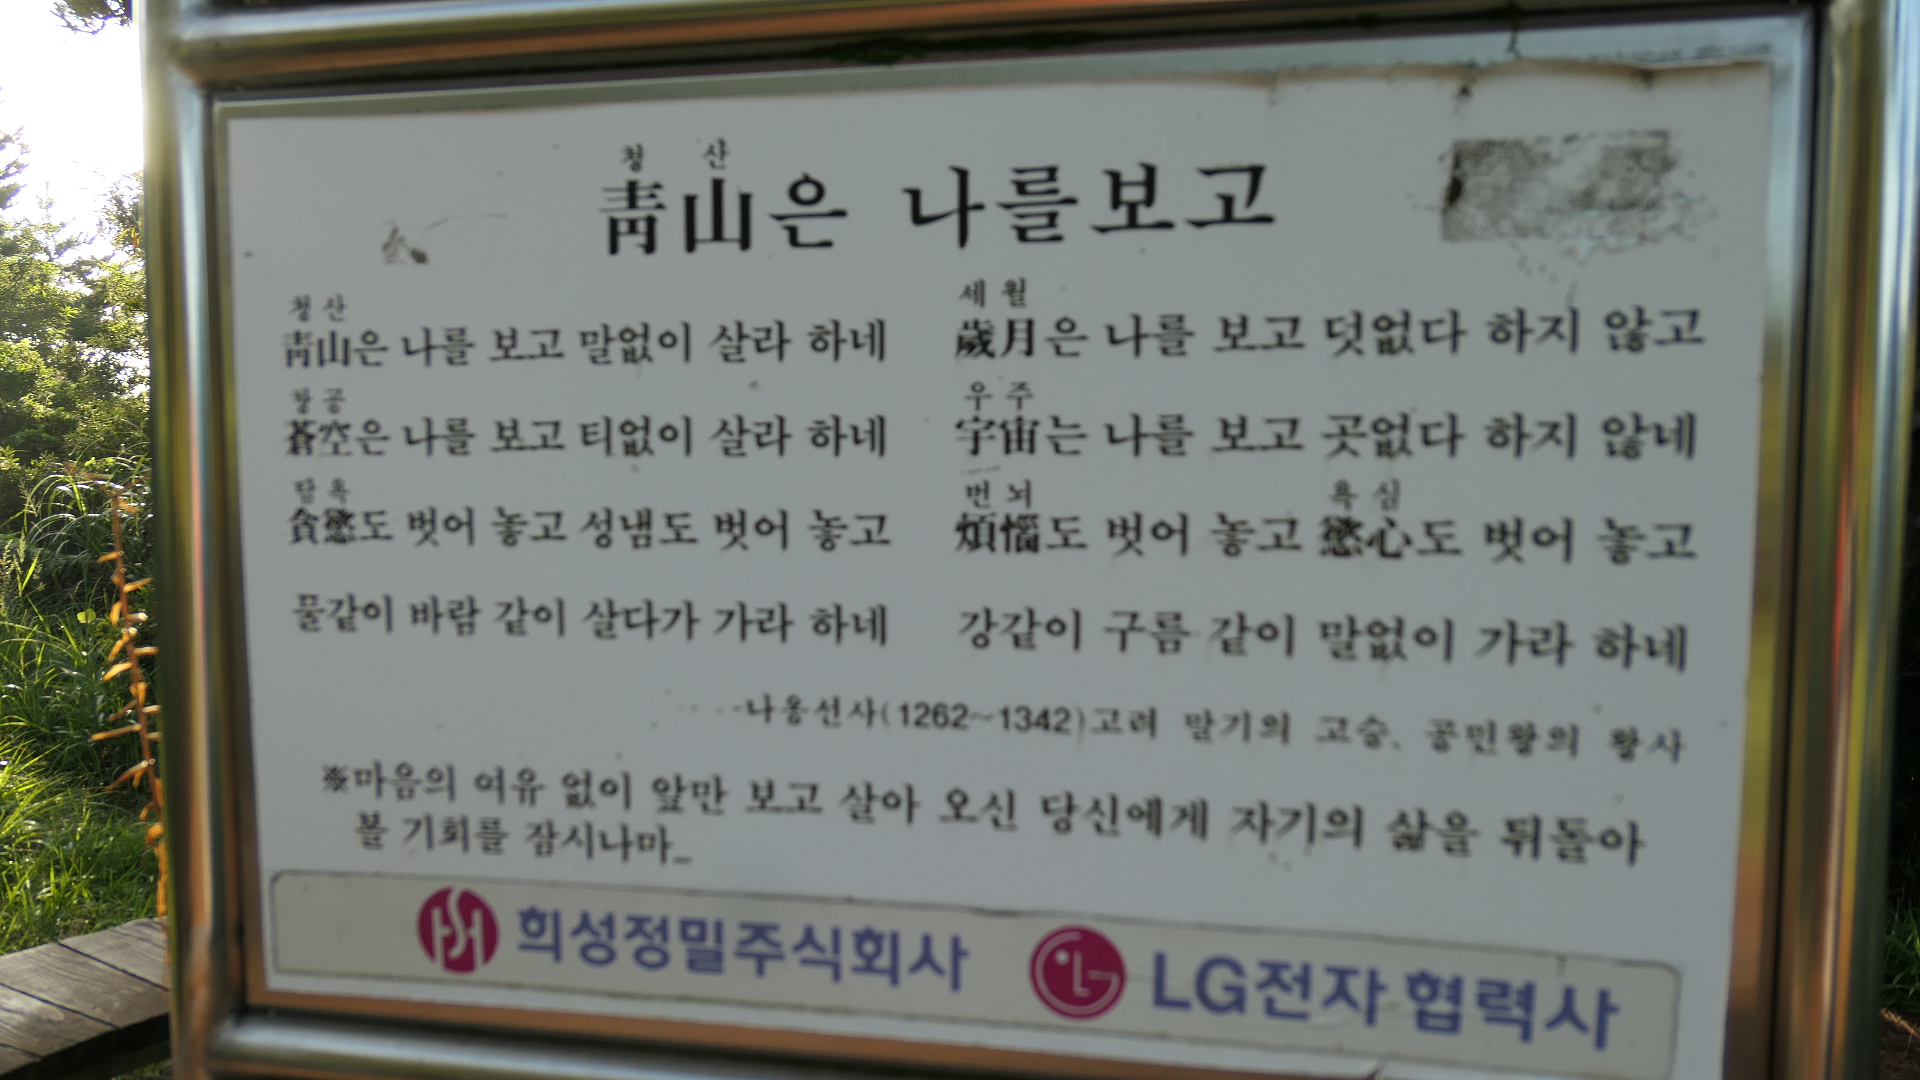 청 산
靑山은 나를보고
청산
靑山은 나를 보고 말없이 살라 하네
창공
蒼空은 나를 보고 티없이 살라 하네
탐욕
貪慾도 벗어 놓고 성냄도 벗어 놓고
물같이 바람 같이 살다가 가라 하네
세월
歲月은 나를 보고 덧없다 하지 않고
우주
宇宙는 나를 보고 곳없다 하지 않네
번뇌 욕심
煩惱도 벗어 놓고 慾心도 벗어 놓고
강같이 구름 같이 말없이 가라 하네
나옹선사(1262~1342)고려 말기의 고승, 공민왕의 왕사
※마음의 여유 없이 앞만 보고 살아 오신 당신에게 자기의 삶을 뒤돌아
볼 기회를 잠시나마...
희성정밀주식회사 LG LG전자 협력사